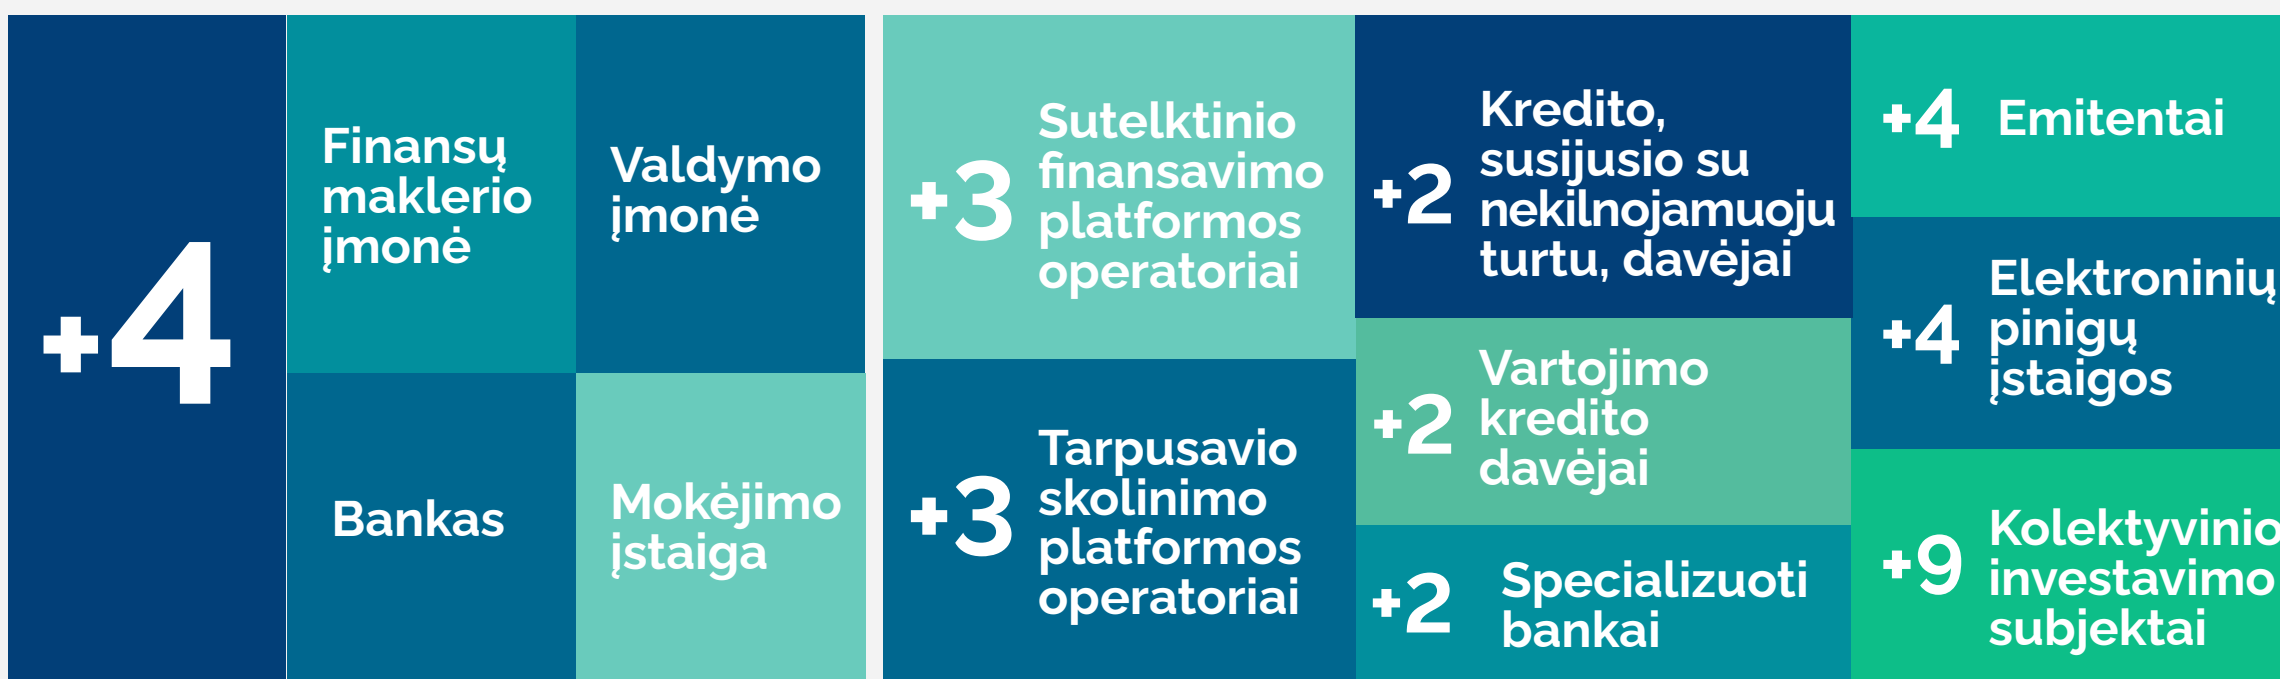 +4
Finansų
maklerio
įmonė
Valdymo
įmonė
Bankas
Mokėjimo
įstaiga
+3
Sutelktinio
finansavimo
platformos
operatoriai
+3
Tarpusavio
skolinimo
platformos
operatoriai
+2
Kredito,
susijusio su
nekilnojamuoju
turtu, davėjai
+2
Vartojimo
kredito
davėjai
+2
Specializuoti
bankai
+4
Emitentai
+4
Elektroninių
pinigų
įstaigos
+9
Kolektyvinio
investavimo
subjektai